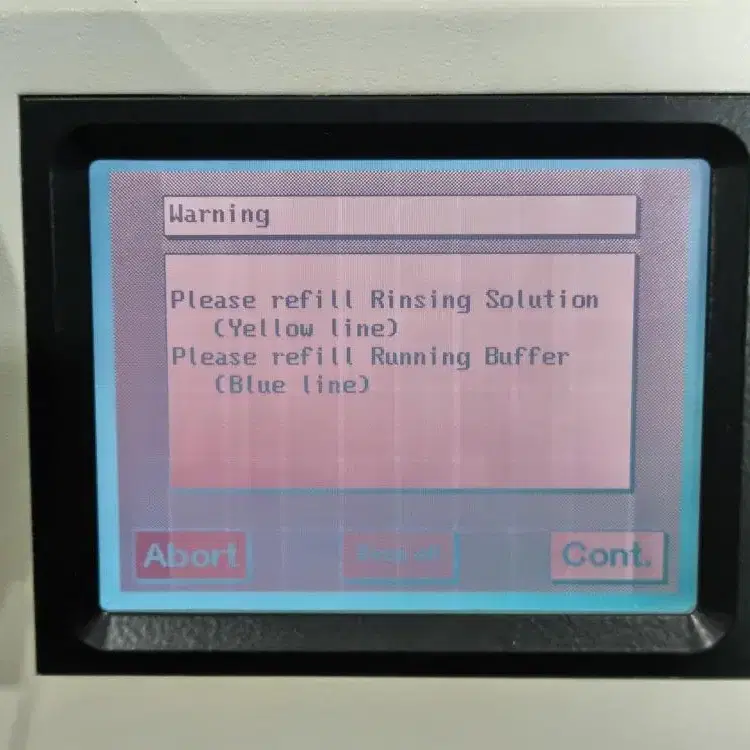 Warning
Please refill Rinsing Solution
(Yellow line)
Please refill Running Buffer
(Blue line)
Abort
Cont.